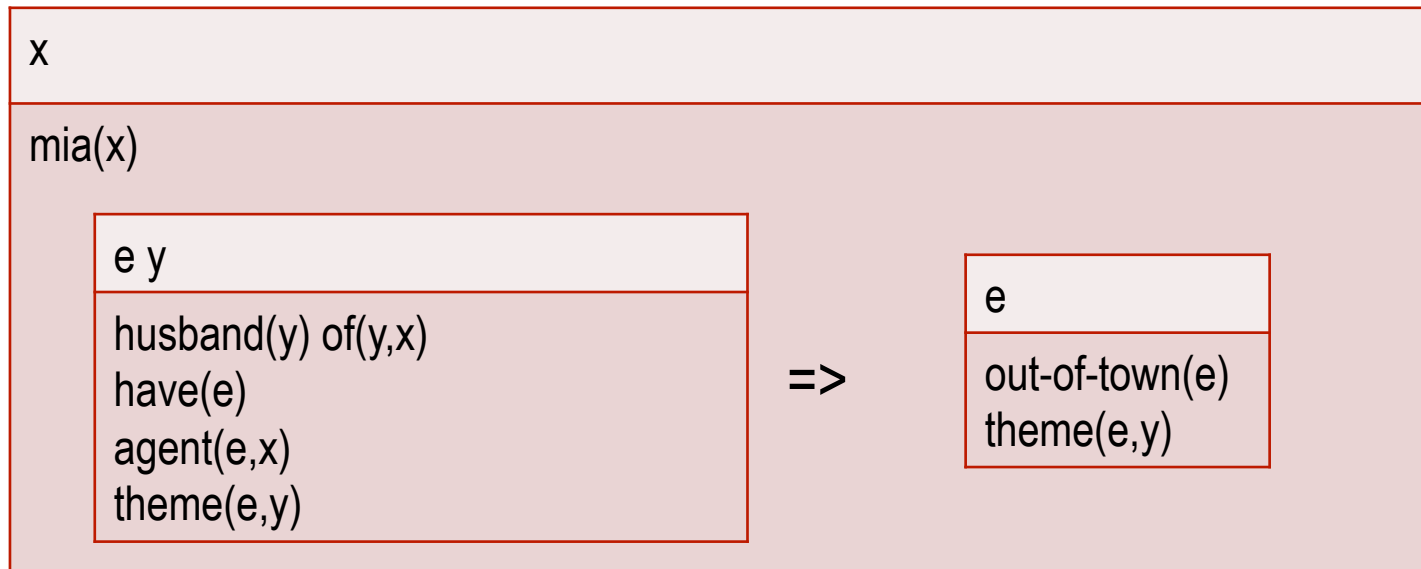 x
mia(x)
e y
husband(y) of(y,x)
have(e)
agent(e,x)
theme(e,y)
=>
e
out-of-town(e)
theme(e,y)